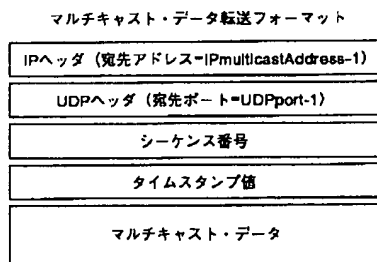 マルチキャスト・データ転送フォーマット
IPヘッダ（宛先アドレス=IPmulticastAddress-1）
UDPヘッダ（宛先ポート=UDPport-1）
シーケンス番号
タイムスタンプ値
マルチキャスト・データ